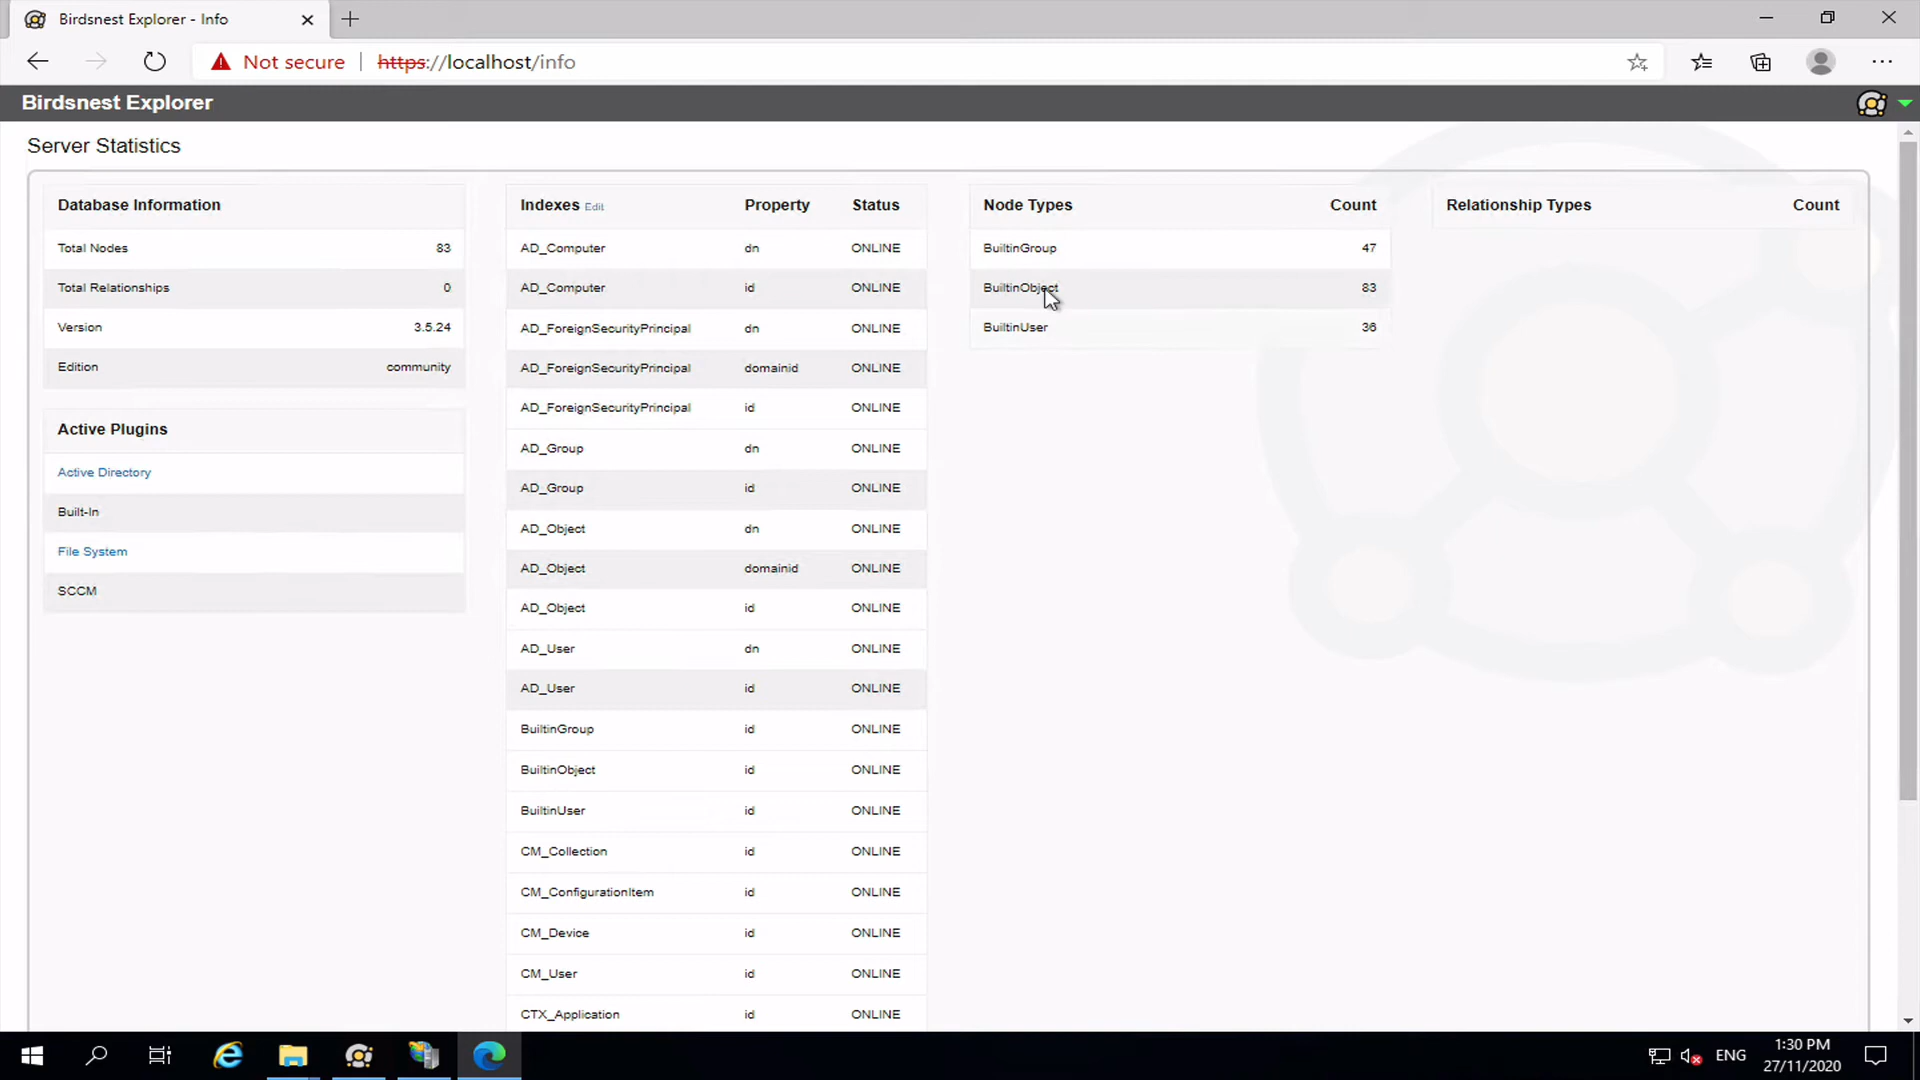 Birdsnest Explorer - Info
Not secure https://localhost/info
Birdsnest Explorer
Server Statistics
Database Information
Total Nodes 83
Total Relationships 0
Version 3.5.24
Edition community
Active Plugins
Active Directory
Built-In
File System
SCCM
Indexes Edit Property Status
AD_Computer dn ONLINE
AD_Computer id ONLINE
AD_ForeignSecurityPrincipal dn ONLINE
AD_ForeignSecurityPrincipal domainid ONLINE
AD_ForeignSecurityPrincipal id ONLINE
AD_Group dn ONLINE
AD_Group id ONLINE
AD_Object dn ONLINE
AD_Object domainid ONLINE
AD_Object id ONLINE
AD_User dn ONLINE
AD_User id ONLINE
BuiltinGroup id ONLINE
BuiltinObject id ONLINE
BuiltinUser id ONLINE
CM_Collection id ONLINE
CM_ConfigurationItem id ONLINE
CM_Device id ONLINE
CM_User id ONLINE
CTX_Application id ONLINE
Node Types Count
BuiltinGroup 47
BuiltinObject 83
BuiltinUser 36
Relationship Types Count
ENG
1:30 PM
27/11/2020